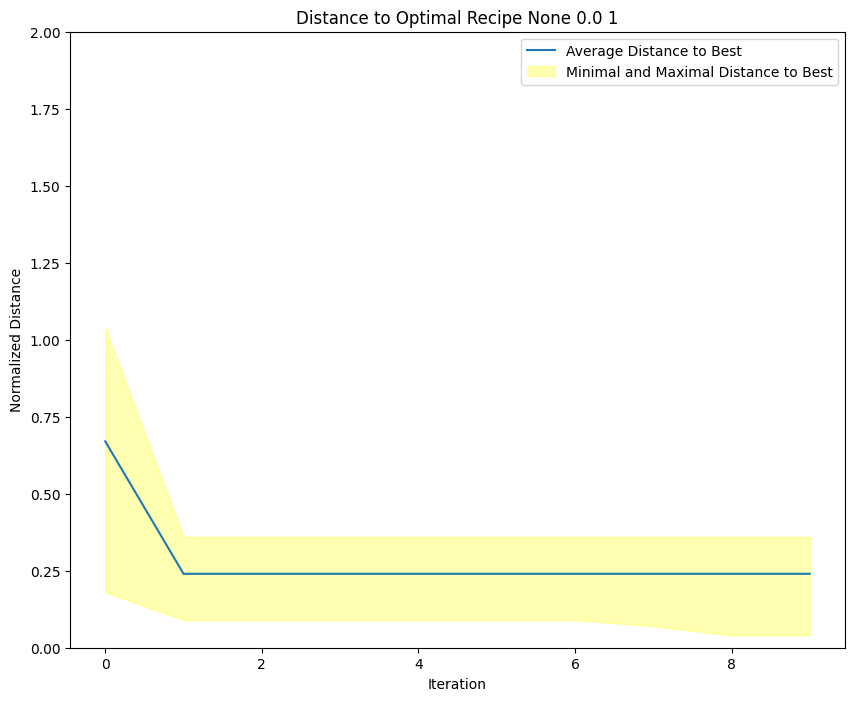 Distance to Optimal Recipe None 0.0 1
Average Distance to Best
Minimal and Maximal Distance to Best
Normalized Distance
2.00
1.75
1.50
1.25
1.00
0.75
0.50
0.25
0.00
0 2 4 6 8
Iteration